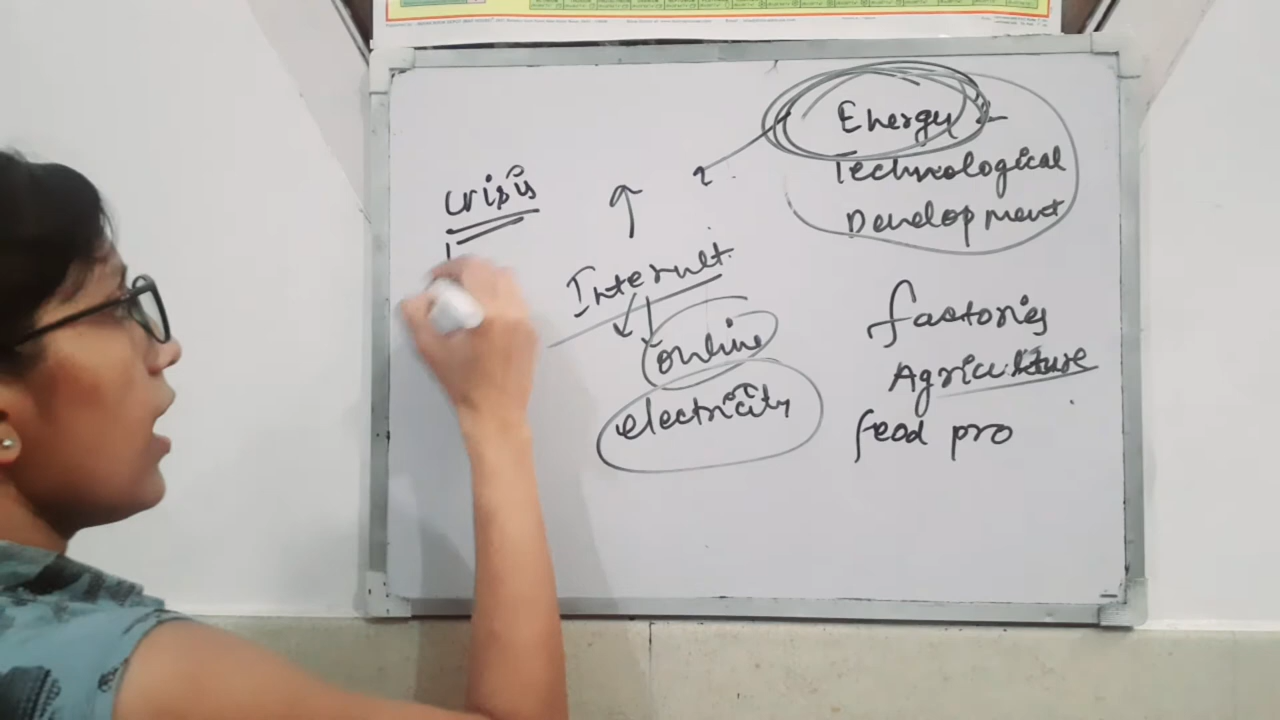 crisis
Internet
online
electricity
Energy
Technological
Development
factories
Agriculture
food pro